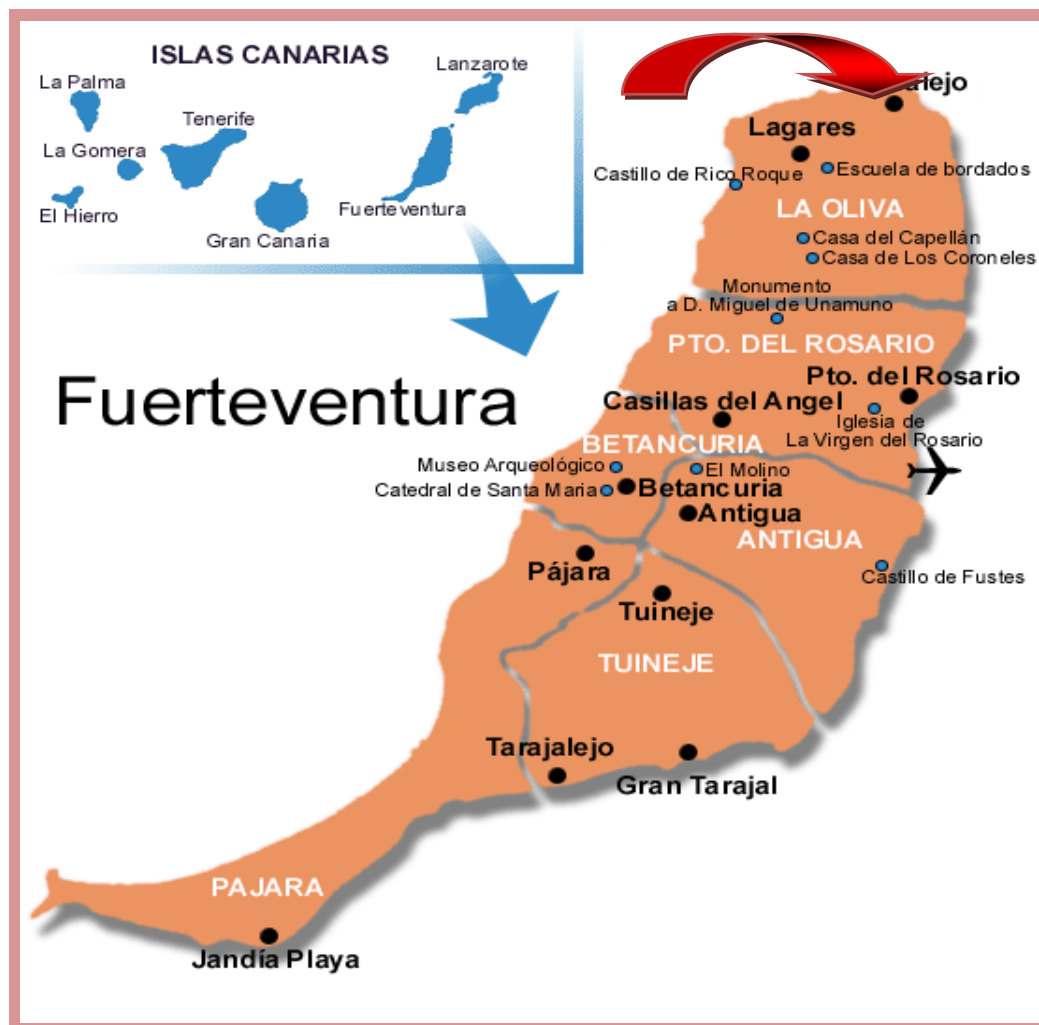 ISLAS CANARIAS
Lanzarote
La Palma
Tenerife
La Gomera
El Hierro
Fuerteventura
Gran Canaria
Fuerteventura
Lagares
Castillo de Rico Roque
Escuela de bordados
LA OLIVA
Casa del Capellán
Casa de Los Coroneles
Monumento
a D. Miguel de Unamuno
PTO. DEL ROSARIO
Pto. del Rosario
Casillas del Angel
Iglesia de
La Virgen del Rosario
BETANCURIA
Museo Arqueológico
El Molino
Catedral de Santa Maria
Betancuria
Antigua
ANTIGUA
Pájara
Castillo de Fustes
Tuineje
TUINEJE
Tarajalejo
Gran Tarajal
PAJARA
Jandía Playa